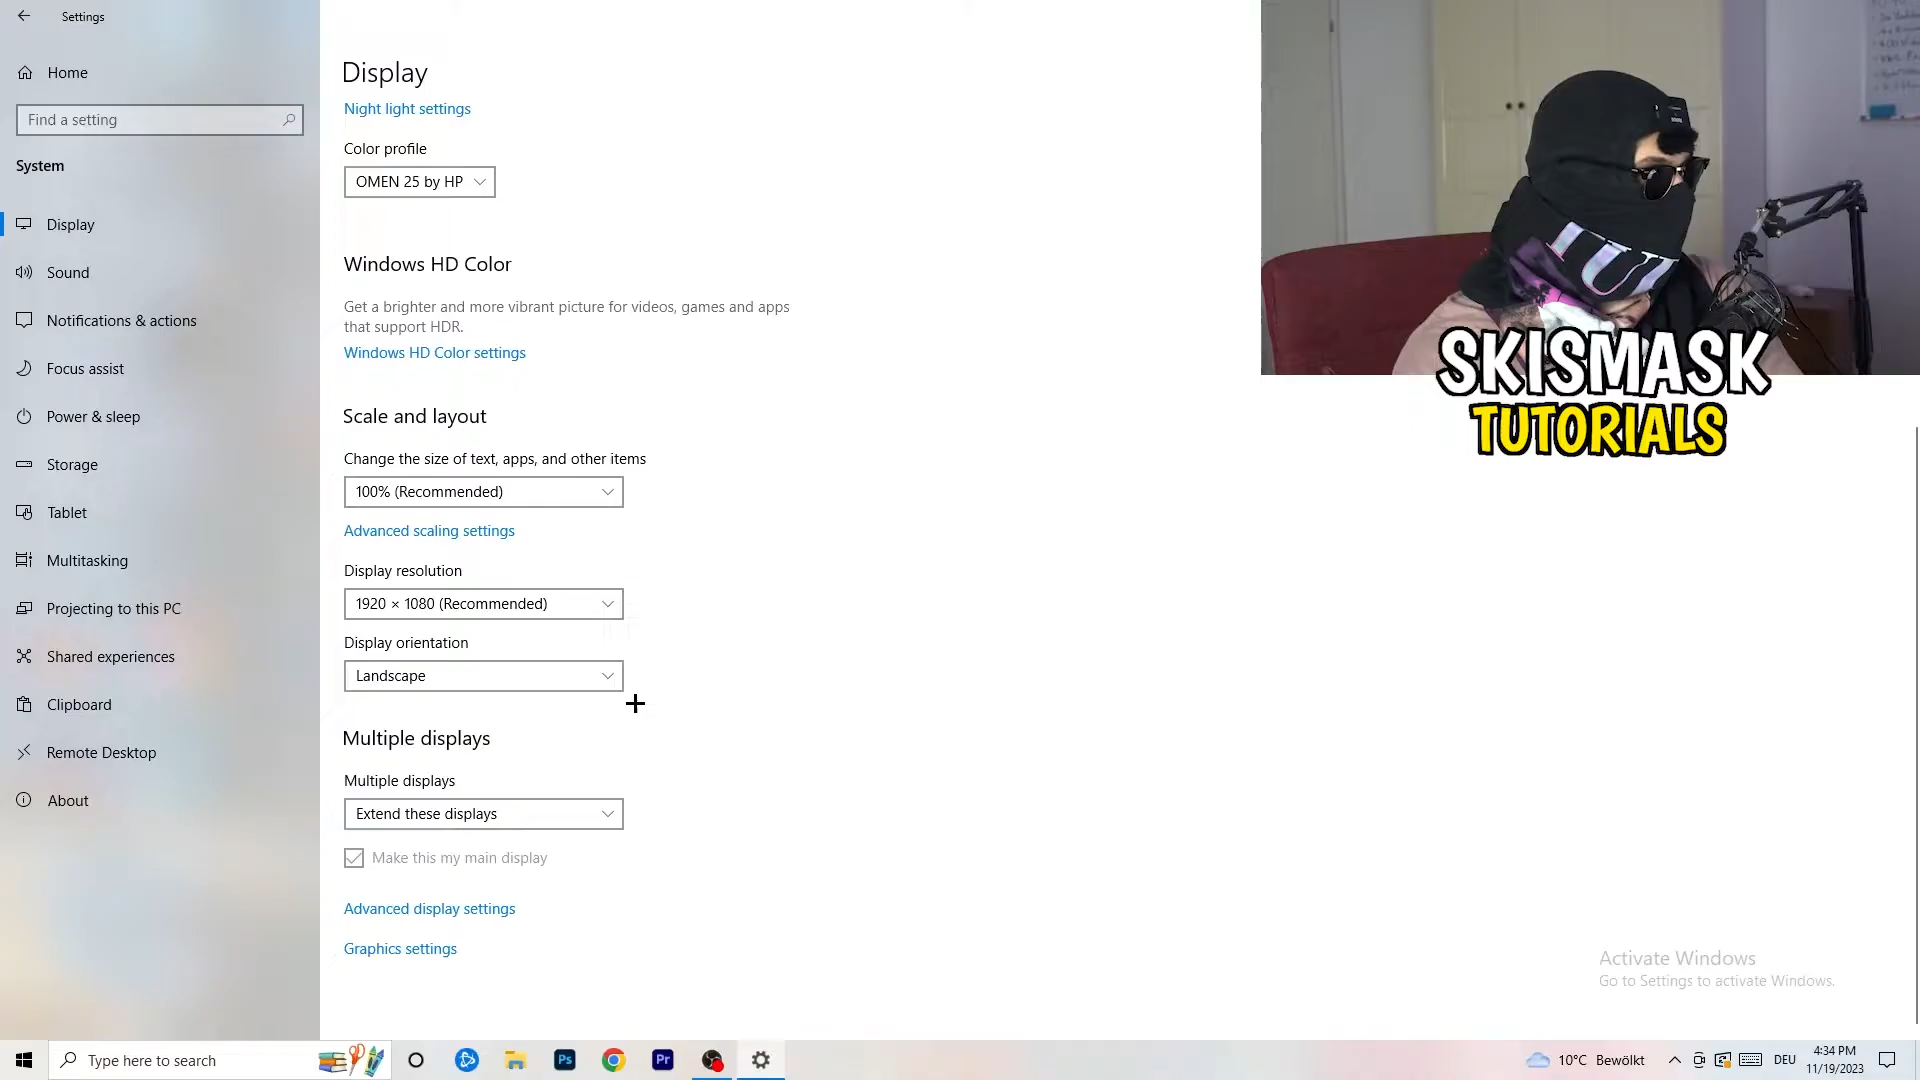 Settings
Home
Find a setting
System
Display
Sound
Notifications & actions
Focus assist
Power & sleep
Storage
Tablet
Multitasking
Projecting to this PC
Shared experiences
Clipboard
Remote Desktop
About
Display
Night light settings
Color profile
OMEN 25 by HP
Windows HD Color
Get a brighter and more vibrant picture for videos, games and apps
that support HDR.
Windows HD Color settings
Scale and layout
Change the size of text, apps, and other items
100% (Recommended)
Advanced scaling settings
Display resolution
1920 × 1080 (Recommended)
Display orientation
Landscape
Multiple displays
Multiple displays
Extend these displays
Make this my main display
Advanced display settings
Graphics settings
SKISMASK
TUTORIALS
Activate Windows
Go to Settings to activate Windows.
Type here to search
Ps
Pr
10°C Bewölkt
DEU
4:34 PM
11/19/2023